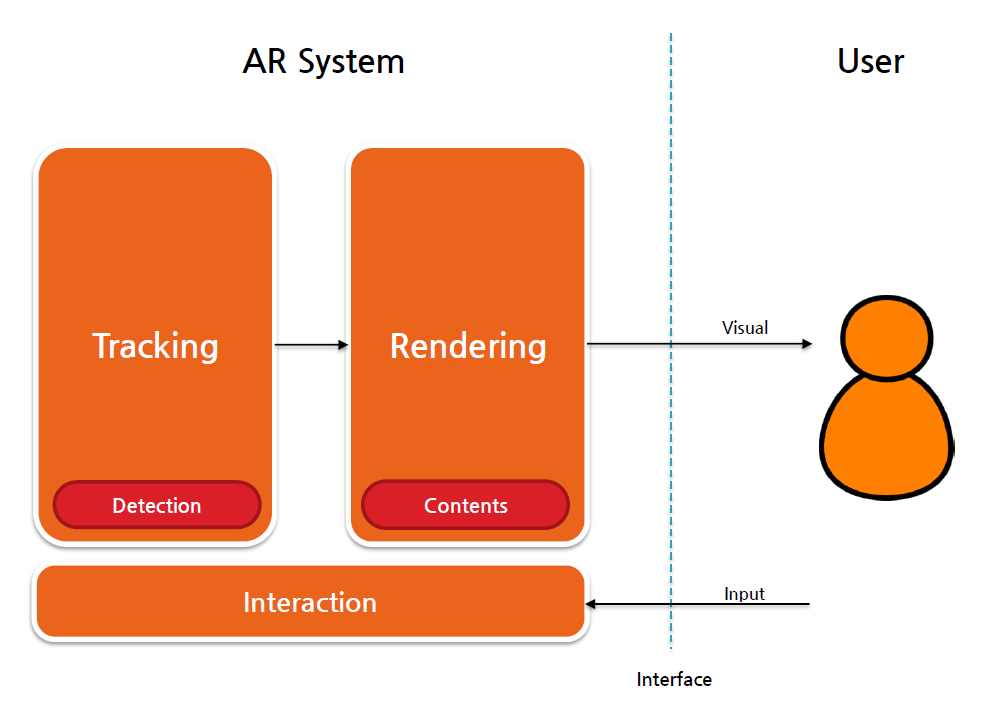 AR System
User
Tracking
Rendering
Visual
Detection
Contents
Interaction
Input
Interface